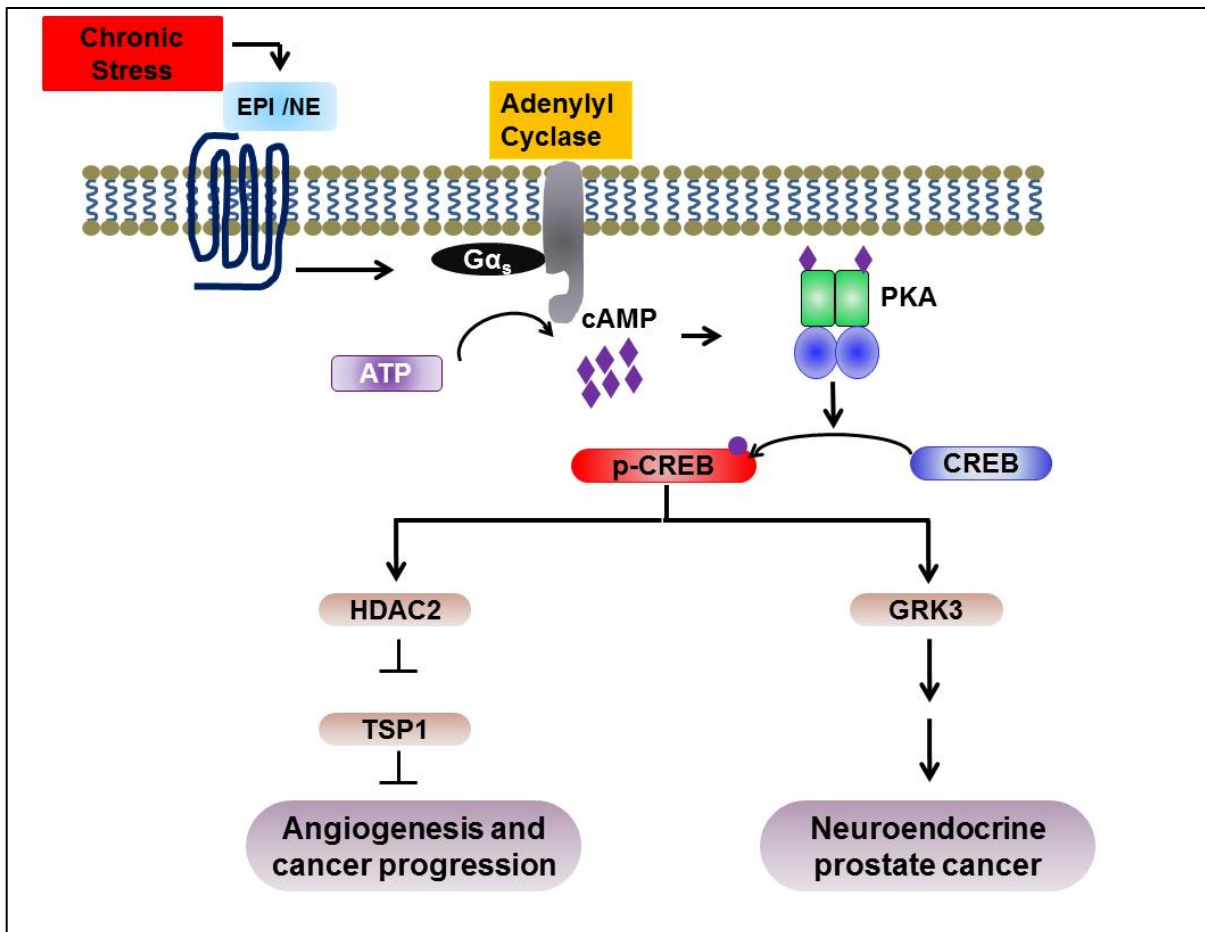 Chronic
Stress
EPI /NE
Adenylyl
Cyclase
Gαs
cAMP
PKA
ATP
p-CREB
CREB
HDAC2
GRK3
TSP1
Angiogenesis and
cancer progression
Neuroendocrine
prostate cancer